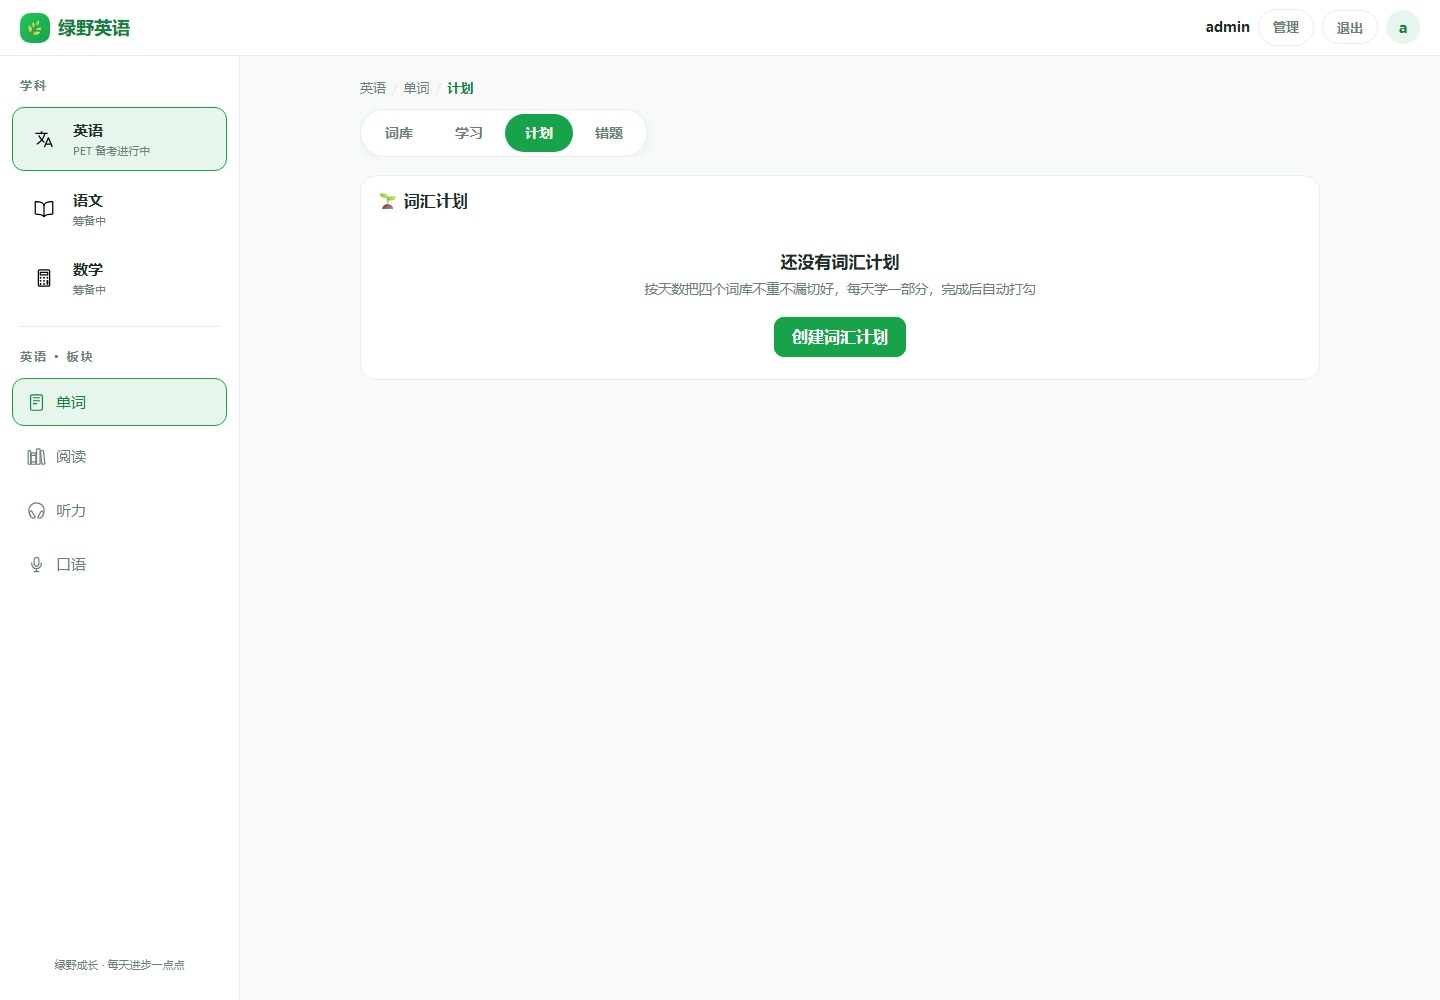 绿野英语
admin
管理
退出
a
学科
英语
PET 备考进行中
语文
筹备中
数学
筹备中
英语 • 板块
单词
阅读
听力
口语
绿野成长 · 每天进步一点点
英语 / 单词 / 计划
词库
学习
计划
错题
词汇计划
还没有词汇计划
按天数把四个词库不重不漏切好，每天学一部分，完成后自动打勾
创建词汇计划